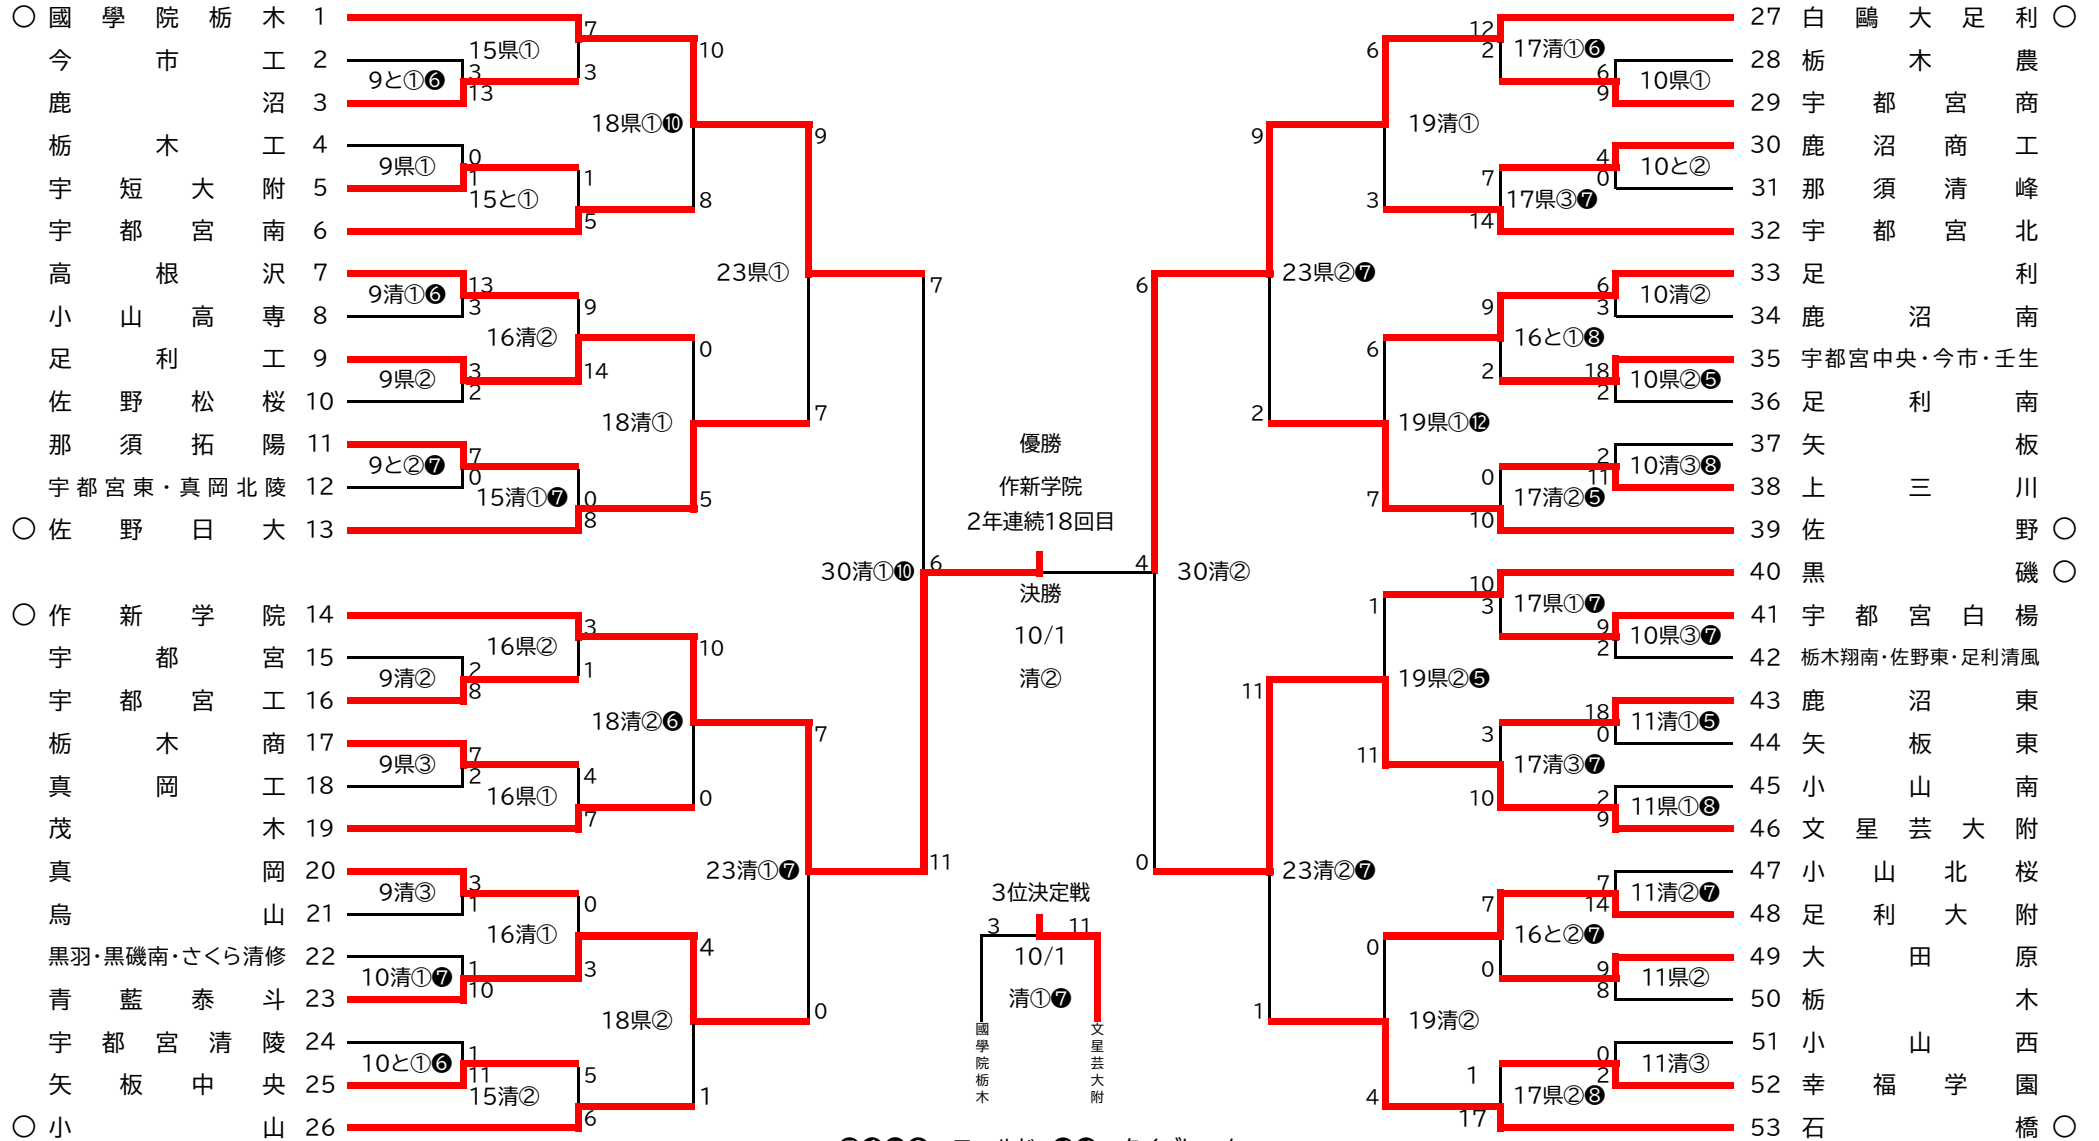 ○ 國學院栃木 1
今市工 2
鹿沼 3
栃木工 4
宇短大附 5
宇都宮南 6
高根沢 7
小山高専 8
足利工 9
佐野松桜 10
那須拓陽 11
宇都宮東・真岡北陵 12
○ 佐野日大 13
○ 作新学院 14
宇都宮 15
宇都宮工 16
栃木商 17
真岡工 18
茂木 19
真岡 20
烏山 21
黒羽・黒磯南・さくら清修 22
青藍泰斗 23
宇都宮清陵 24
矢板中央 25
○ 小山 26
9と①❻
3
13
9県①
0
1
9清①❻
13
3
9県②
3
2
9と②❼
7
0
9清②
2
8
9県③
7
2
9清③
3
1
10清①❼
1
10
10と①❻
1
11
15県①
7
3
15と①
1
5
16清②
9
14
15清①❼
0
8
16県②
3
1
16県①
4
7
16清①
0
3
15清②
5
6
18県①❿
10
8
18清①
0
5
18清②❻
10
0
18県②
4
1
23県①
9
7
23清①❼
7
0
30清①❿
7
11
優勝
作新学院
2年連続18回目
6
4
決勝
10/1
清②
3位決定戦
3
11
10/1
清①❼
國學院栃木
文星芸大附
30清②
6
0
23県②❼
9
2
23清②❼
11
1
19清①
6
3
19県①⓬
6
7
19県②❺
1
11
19清②
0
4
17清①❻
12
2
17県③❼
7
14
16と①❽
9
2
17清②❺
0
10
17県①❼
10
3
17清③❼
3
10
16と②❼
7
0
17県②❽
1
17
10県①
6
9
10と②
4
0
10清②
6
3
10県②❺
18
2
10清③❽
2
11
10県③❼
9
2
11清①❺
18
0
11県①❽
2
9
11清②❼
7
14
11県②
9
8
11清③
0
2
27 白鷗大足利 ○
28 栃木農
29 宇都宮商
30 鹿沼商工
31 那須清峰
32 宇都宮北
33 足利
34 鹿沼南
35 宇都宮中央・今市・壬生
36 足利南
37 矢板
38 上三川
39 佐野 ○
40 黒磯 ○
41 宇都宮白楊
42 栃木翔南・佐野東・足利清風
43 鹿沼東
44 矢板東
45 小山南
46 文星芸大附
47 小山北桜
48 足利大附
49 大田原
50 栃木
51 小山西
52 幸福学園
53 石橋 ○